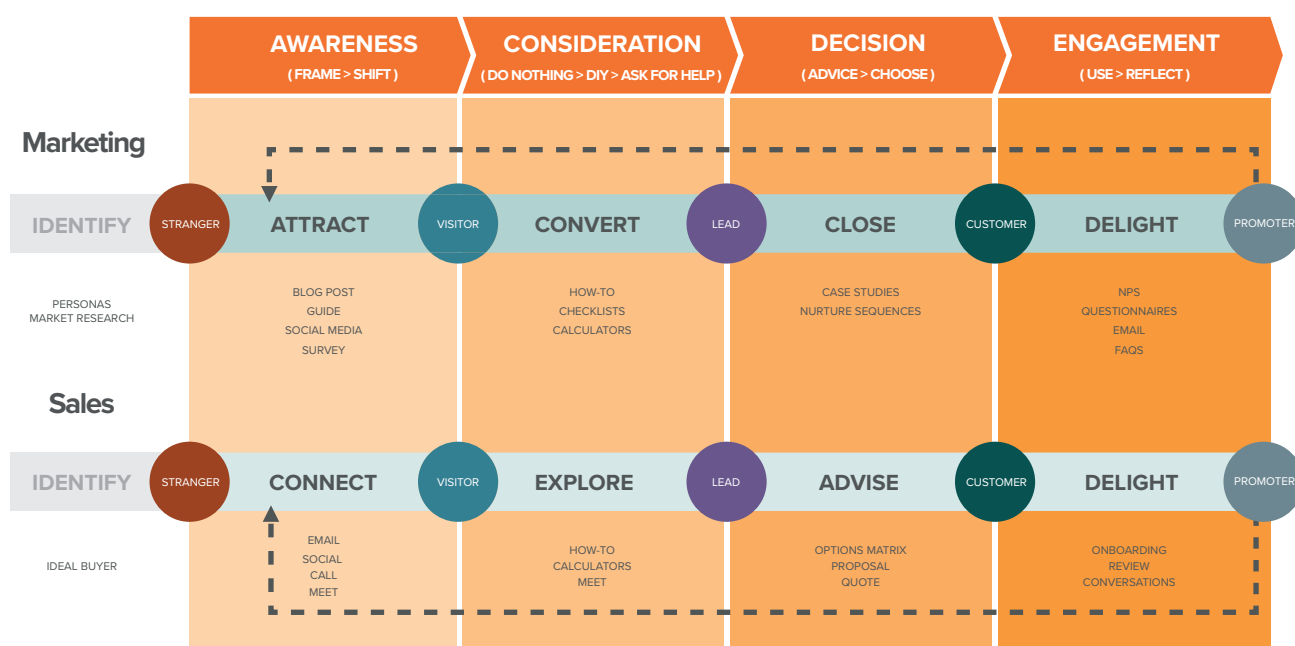 AWARENESS
( FRAME > SHIFT )
CONSIDERATION
( DO NOTHING > DIY > ASK FOR HELP )
DECISION
( ADVICE > CHOOSE )
ENGAGEMENT
( USE > REFLECT )
Marketing
IDENTIFY
STRANGER
ATTRACT
VISITOR
CONVERT
LEAD
CLOSE
CUSTOMER
DELIGHT
PROMOTER
PERSONAS
MARKET RESEARCH
BLOG POST
GUIDE
SOCIAL MEDIA
SURVEY
HOW-TO
CHECKLISTS
CALCULATORS
CASE STUDIES
NURTURE SEQUENCES
NPS
QUESTIONNAIRES
EMAIL
FAQS
Sales
IDENTIFY
STRANGER
CONNECT
VISITOR
EXPLORE
LEAD
ADVISE
CUSTOMER
DELIGHT
PROMOTER
IDEAL BUYER
EMAIL
SOCIAL
CALL
MEET
HOW-TO
CALCULATORS
MEET
OPTIONS MATRIX
PROPOSAL
QUOTE
ONBOARDING
REVIEW
CONVERSATIONS